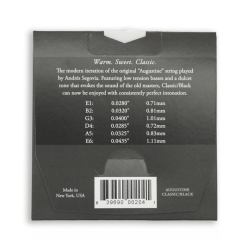 Warm. Sweet. Classic.
The modern iteration of the original "Augustine" string played
by Andrés Segovia. Featuring low tension basses and a dulcet
tone that evokes the sound of the old masters, Classic/Black
can now be enjoyed with consistently perfect intonation.
E1: 0.0280" 0.71mm
B2: 0.0320" 0.81mm
G3: 0.0400" 1.01mm
D4: 0.0285" 0.72mm
A5: 0.0325" 0.83mm
E6: 0.0435" 1.11mm
Made in
New York, USA
AUGUSTINE
CLASSIC/BLACK